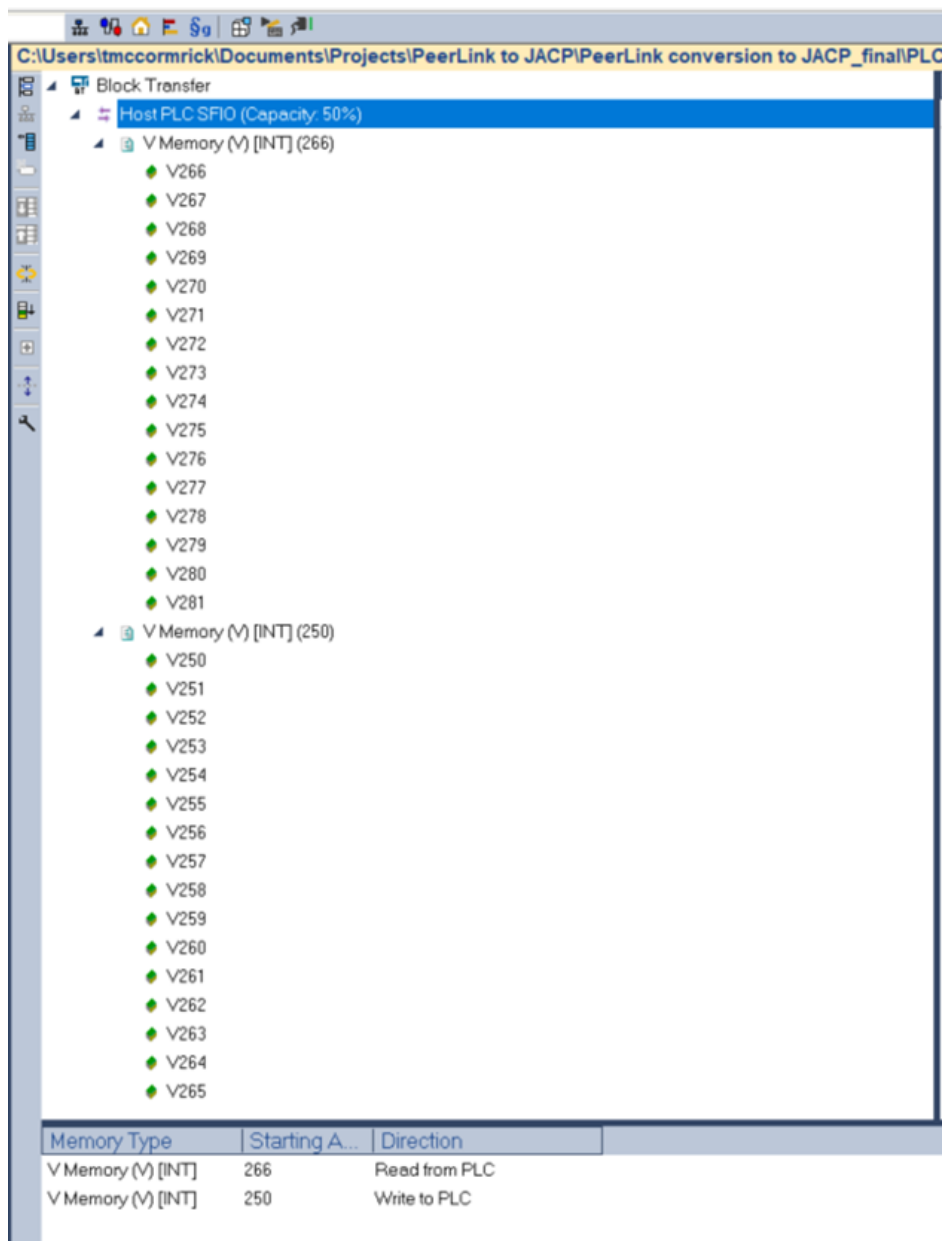 C:\Users\tmccormrick\Documents\Projects\PeerLink to JACP\PeerLink conversion to JACP_final\PLC
Block Transfer
Host PLC SFIO (Capacity: 50%)
V Memory (V) [INT] (266)
V266
V267
V268
V269
V270
V271
V272
V273
V274
V275
V276
V277
V278
V279
V280
V281
V Memory (V) [INT] (250)
V250
V251
V252
V253
V254
V255
V256
V257
V258
V259
V260
V261
V262
V263
V264
V265
Memory Type Starting A... Direction
V Memory (V) [INT] 266 Read from PLC
V Memory (V) [INT] 250 Write to PLC